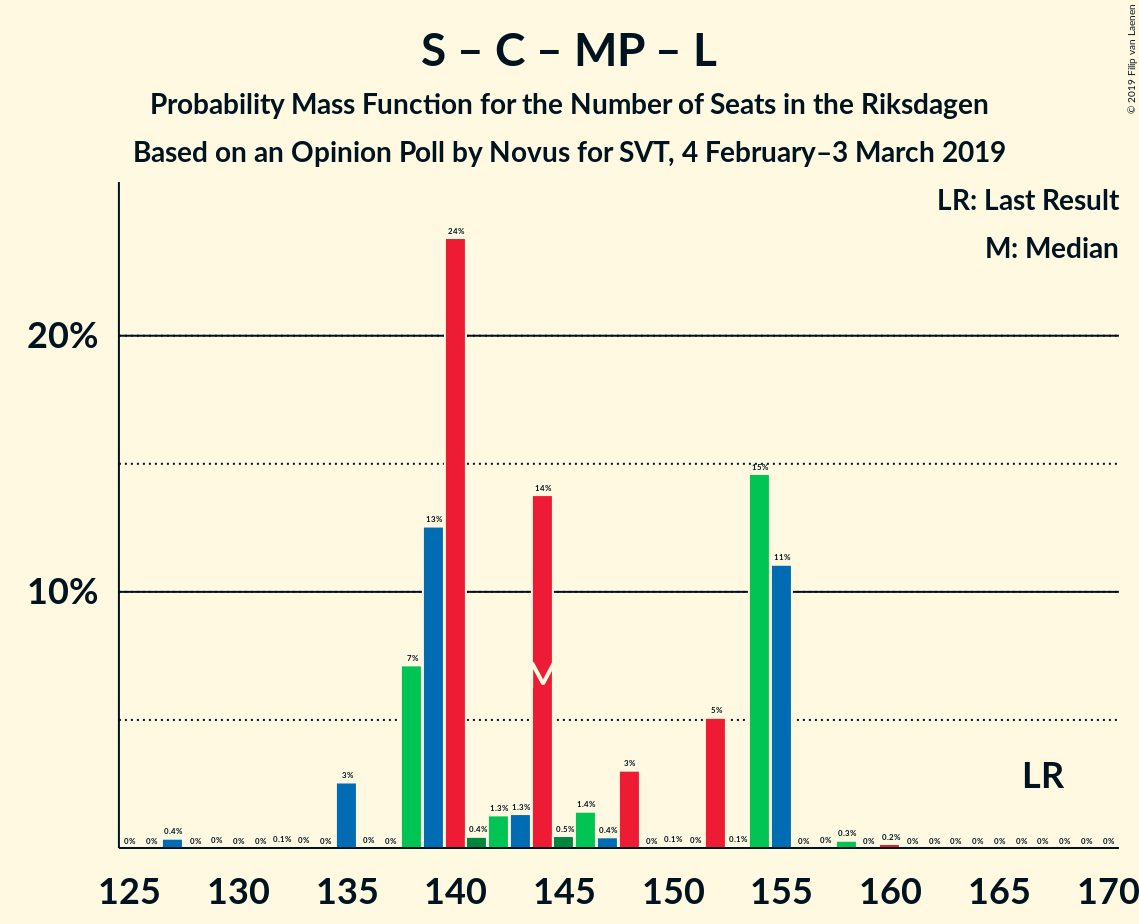 S – C – MP – L
Probability Mass Function for the Number of Seats in the Riksdagen
Based on an Opinion Poll by Novus for SVT, 4 February–3 March 2019
© 2019 Filip van Laenen
LR: Last Result
M: Median
20%
10%
0% 0% 0.4% 0% 0% 0% 0% 0.1% 0% 0% 3% 0% 0% 7% 13% 24% 0.4% 1.3% 1.3% 14% 0.5% 1.4% 0.4% 3% 0% 0.1% 0% 5% 0.1% 15% 11% 0% 0% 0.3% 0% 0.2% 0% 0% 0% 0% 0% 0% 0% 0% 0% 0%
M
LR
125 130 135 140 145 150 155 160 165 170